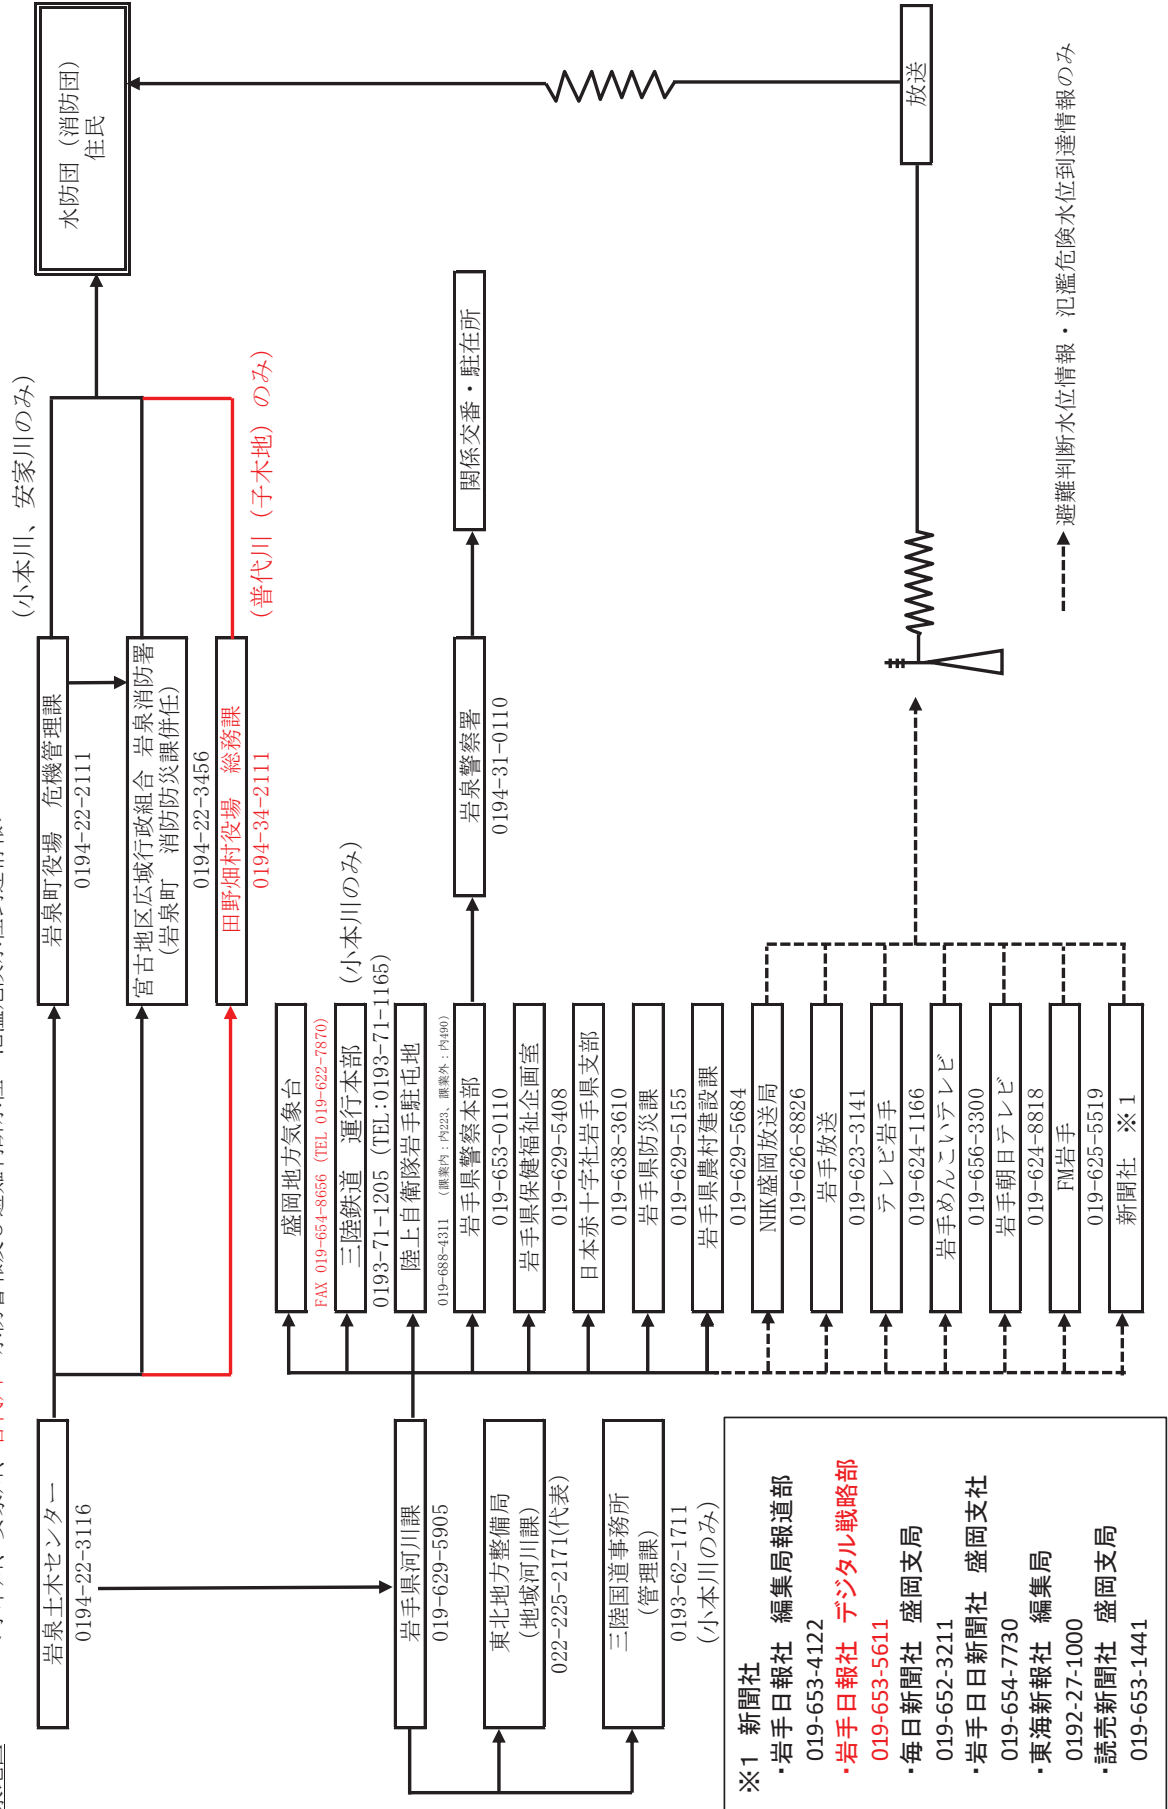 岩泉土木センター
0194-22-3116
岩手県河川課
019-629-5905
東北地方整備局
（地域河川課）
022-225-2171(代表)
三陸国道事務所
（管理課）
0193-62-1711
（小本川のみ）
岩泉町役場　危機管理課
0194-22-2111
（小本川、安家川のみ）
宮古地区広域行政組合 岩泉消防署
（岩泉町　消防防災課併任）
0194-22-3456
田野畑村役場　総務課
0194-34-2111
（普代川（子木地）のみ）
水防団（消防団）
住民
盛岡地方気象台
FAX 019-654-8656 (TEL 019-622-7870)
三陸鉄道　運行本部
（小本川のみ）
0193-71-1205 (TEL:0193-71-1165)
陸上自衛隊岩手駐屯地
019-688-4311　（課業内：内223、課業外：内490）
岩手県警察本部
019-653-0110
岩泉警察署
0194-31-0110
関係交番・駐在所
岩手県保健福祉企画室
019-629-5408
日本赤十字社岩手県支部
019-638-3610
岩手県防災課
019-629-5155
岩手県農村建設課
019-629-5684
NHK盛岡放送局
019-626-8826
岩手放送
019-623-3141
テレビ岩手
019-624-1166
岩手めんこいテレビ
019-656-3300
岩手朝日テレビ
019-624-8818
FM岩手
019-625-5519
新聞社　※１
放送
避難判断水位情報・氾濫危険水位到達情報のみ
※1　新聞社
・岩手日報社　編集局報道部
019-653-4122
・岩手日報社　デジタル戦略部
019-653-5611
・毎日新聞社　盛岡支局
019-652-3211
・岩手日日新聞社　盛岡支社
019-654-7730
・東海新報社　編集局
0192-27-1000
・読売新聞社　盛岡支局
019-653-1441